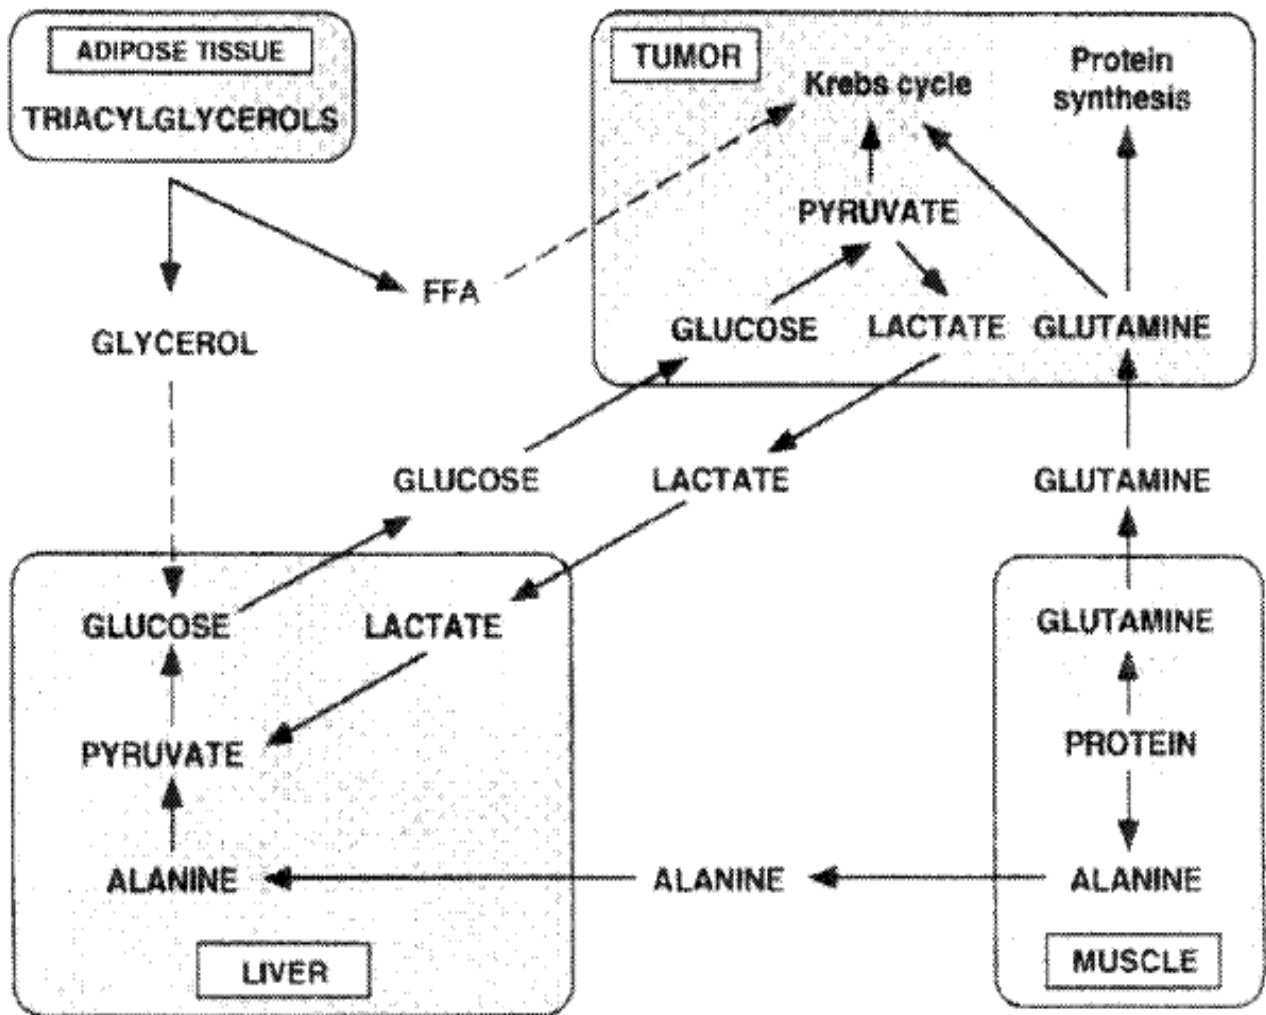 ADIPOSE TISSUE
TRIACYLGLYCEROLS
TUMOR
Krebs cycle
Protein
synthesis
PYRUVATE
FFA
GLYCEROL
GLUCOSE
LACTATE
GLUTAMINE
GLUCOSE
LACTATE
GLUTAMINE
GLUCOSE
LACTATE
GLUTAMINE
PYRUVATE
PROTEIN
ALANINE
ALANINE
ALANINE
LIVER
MUSCLE